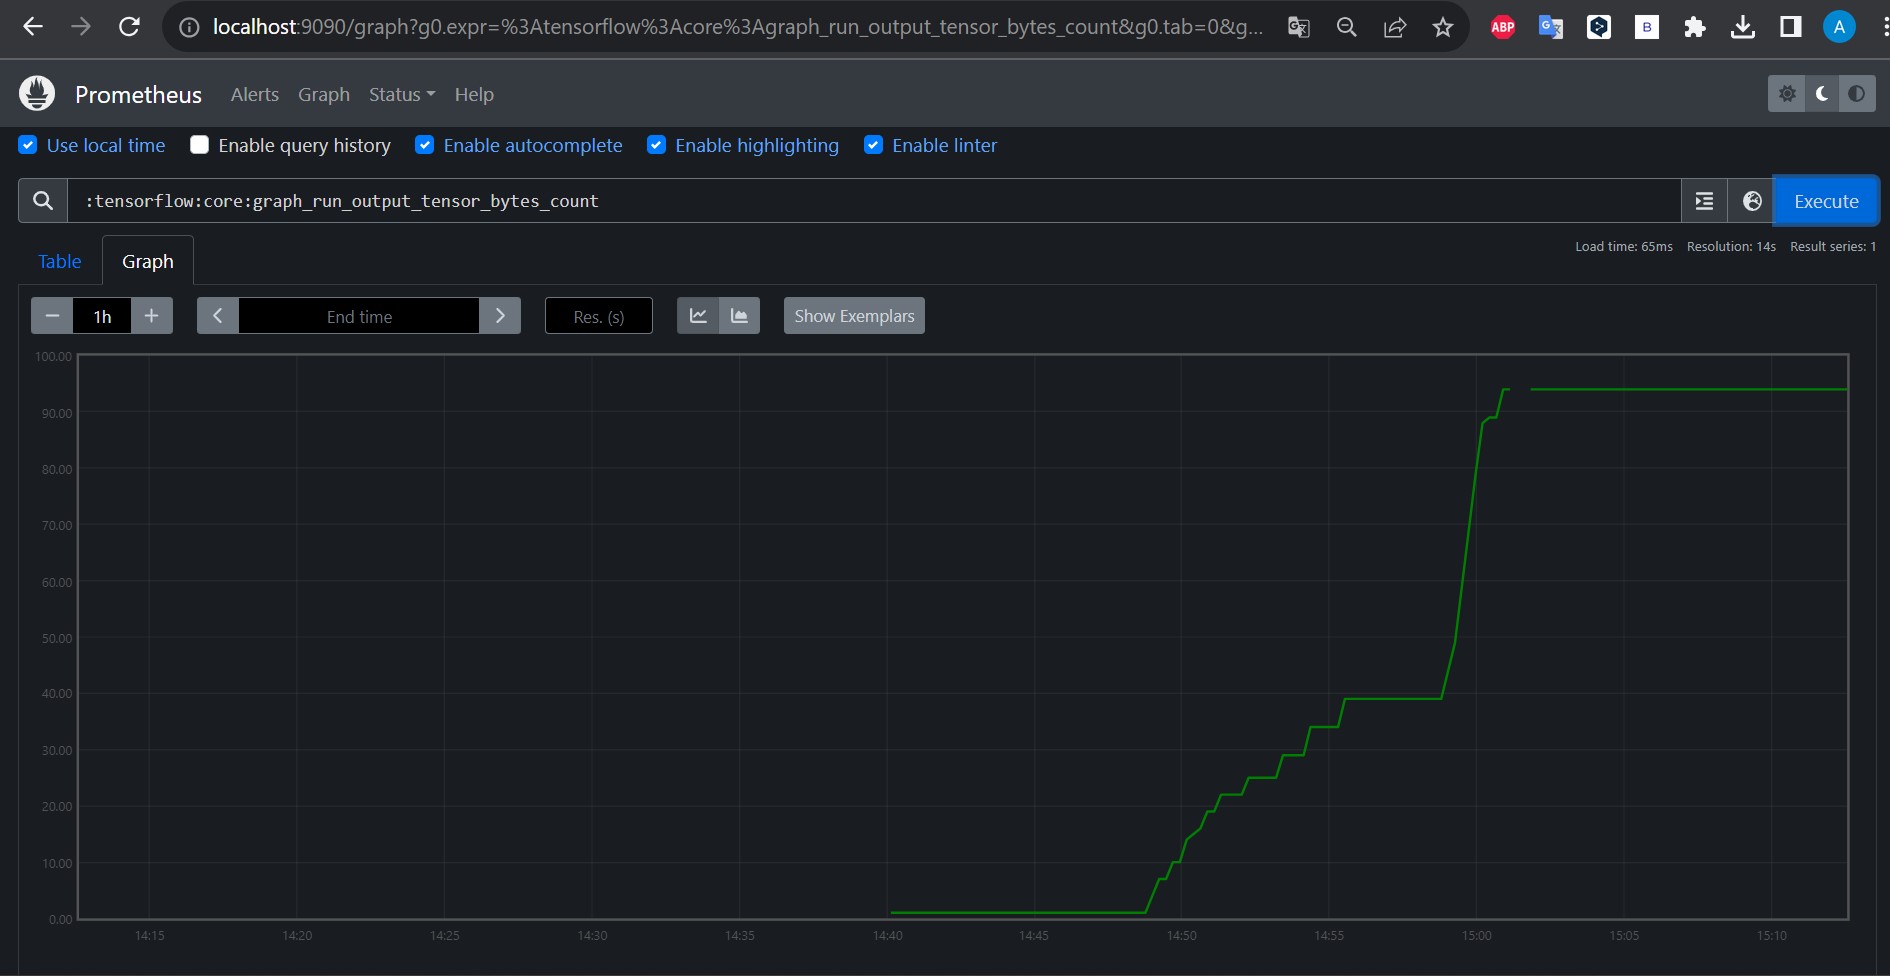 localhost:9090/graph?g0.expr=%3Atensorflow%3Acore%3Agraph_run_output_tensor_bytes_count&g0.tab=0&g...
ABP
G
B
A
Prometheus Alerts Graph Status Help
Use local time Enable query history Enable autocomplete Enable highlighting Enable linter
:tensorflow:core:graph_run_output_tensor_bytes_count
Execute
Table Graph
Load time: 65ms Resolution: 14s Result series: 1
1h
End time
Res. (s)
Show Exemplars
100.00
90.00
80.00
70.00
60.00
50.00
40.00
30.00
20.00
10.00
0.00
14:15 14:20 14:25 14:30 14:35 14:40 14:45 14:50 14:55 15:00 15:05 15:10